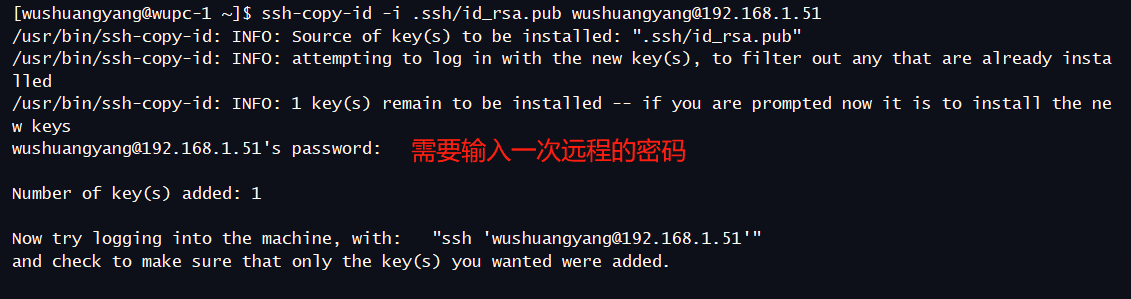 [wushuangyang@wupc-1 ~]$ ssh-copy-id -i .ssh/id_rsa.pub wushuangyang@192.168.1.51
/usr/bin/ssh-copy-id: INFO: Source of key(s) to be installed: ".ssh/id_rsa.pub"
/usr/bin/ssh-copy-id: INFO: attempting to log in with the new key(s), to filter out any that are already insta
lled
/usr/bin/ssh-copy-id: INFO: 1 key(s) remain to be installed -- if you are prompted now it is to install the ne
w keys
wushuangyang@192.168.1.51's password: 需要输入一次远程的密码
Number of key(s) added: 1
Now try logging into the machine, with:   "ssh 'wushuangyang@192.168.1.51'"
and check to make sure that only the key(s) you wanted were added.